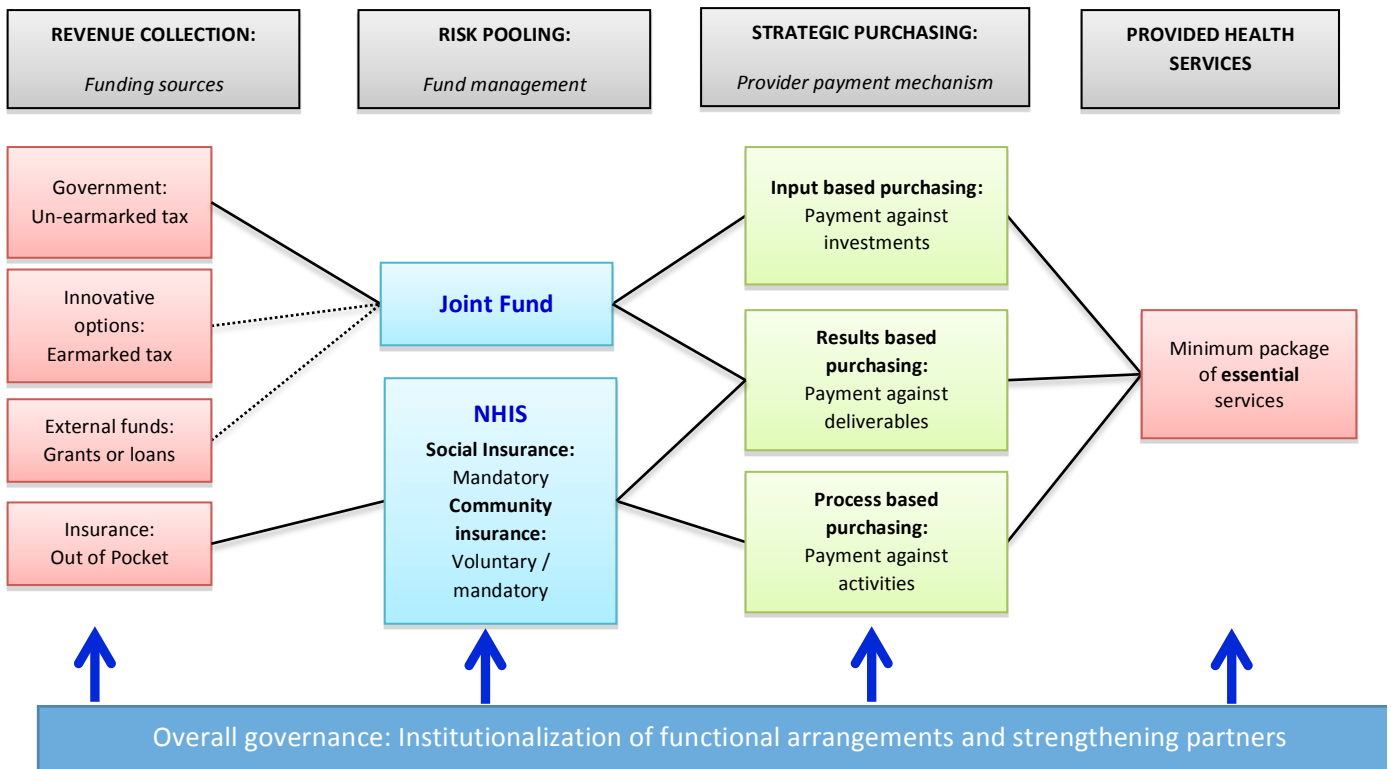 REVENUE COLLECTION:
Funding sources
RISK POOLING:
Fund management
STRATEGIC PURCHASING:
Provider payment mechanism
PROVIDED HEALTH
SERVICES
Government:
Un-earmarked tax
Innovative
options:
Earmarked tax
External funds:
Grants or loans
Insurance:
Out of Pocket
Joint Fund
NHIS
Social Insurance:
Mandatory
Community
insurance:
Voluntary /
mandatory
Input based purchasing:
Payment against
investments
Results based
purchasing:
Payment against
deliverables
Process based
purchasing:
Payment against
activities
Minimum package
of essential
services
Overall governance: Institutionalization of functional arrangements and strengthening partners